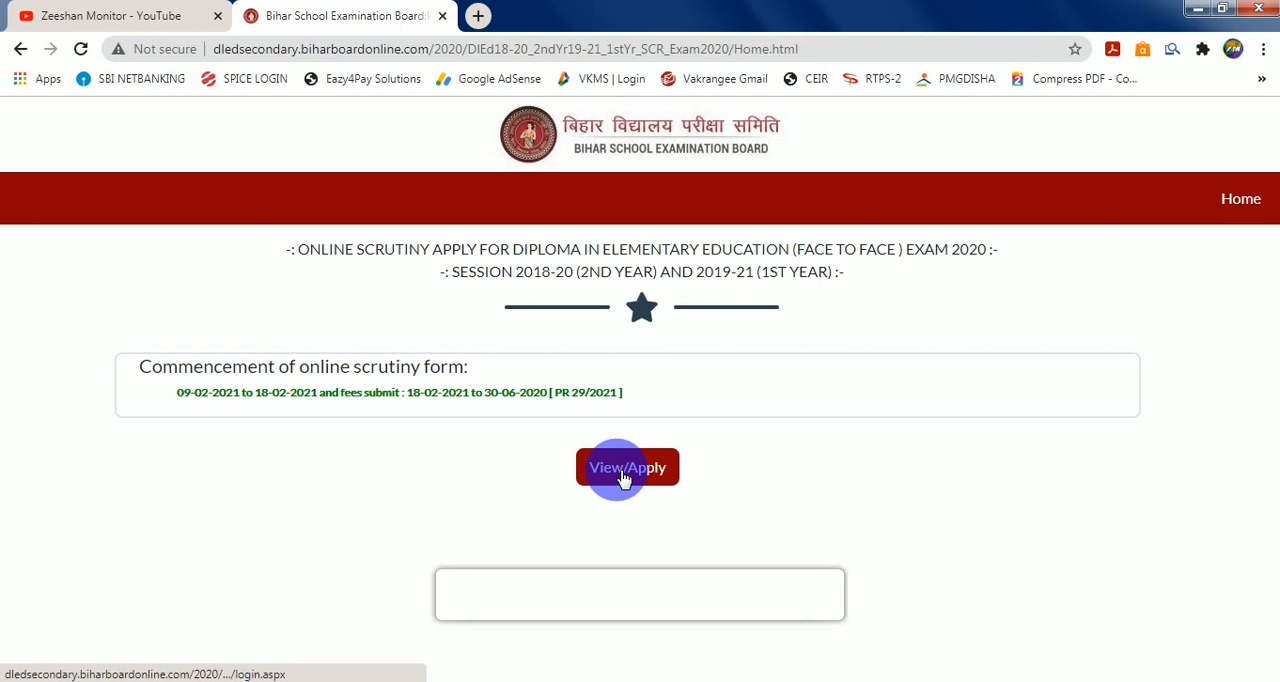 Zeeshan Monitor - YouTube
Bihar School Examination Board:
Not secure
dledsecondary.biharboardonline.com/2020/DlEd18-20_2ndYr19-21_1stYr_SCR_Exam2020/Home.html
Apps
SBI NETBANKING
SPICE LOGIN
Eazy4Pay Solutions
Google AdSense
VKMS | Login
Vakrangee Gmail
CEIR
RTPS-2
PMGDISHA
Compress PDF - Co...
बिहार विद्यालय परीक्षा समिति
BIHAR SCHOOL EXAMINATION BOARD
Home
-: ONLINE SCRUTINY APPLY FOR DIPLOMA IN ELEMENTARY EDUCATION (FACE TO FACE ) EXAM 2020 :-
-: SESSION 2018-20 (2ND YEAR) AND 2019-21 (1ST YEAR) :-
Commencement of online scrutiny form:
09-02-2021 to 18-02-2021 and fees submit : 18-02-2021 to 30-06-2020 [ PR 29/2021 ]
View/Apply
dledsecondary.biharboardonline.com/2020/.../login.aspx